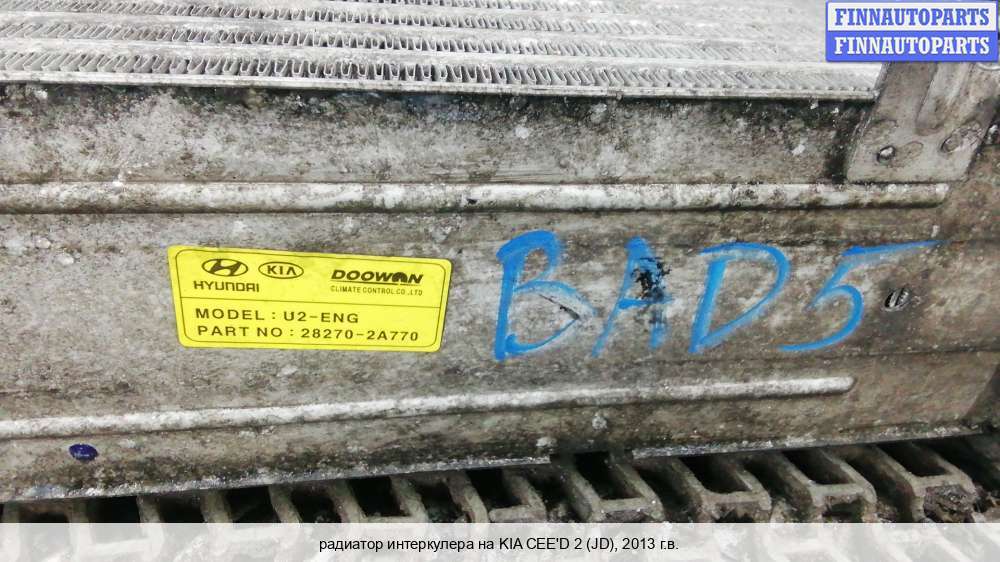 FINNAUTOPARTS
FINNAUTOPARTS
HYUNDAI KIA DOOWON
CLIMATE CONTROL CO.,LTD
MODEL : U2-ENG
PART NO : 28270-2A770
BAD5
радиатор интеркулера на KIA CEE'D 2 (JD), 2013 г.в.